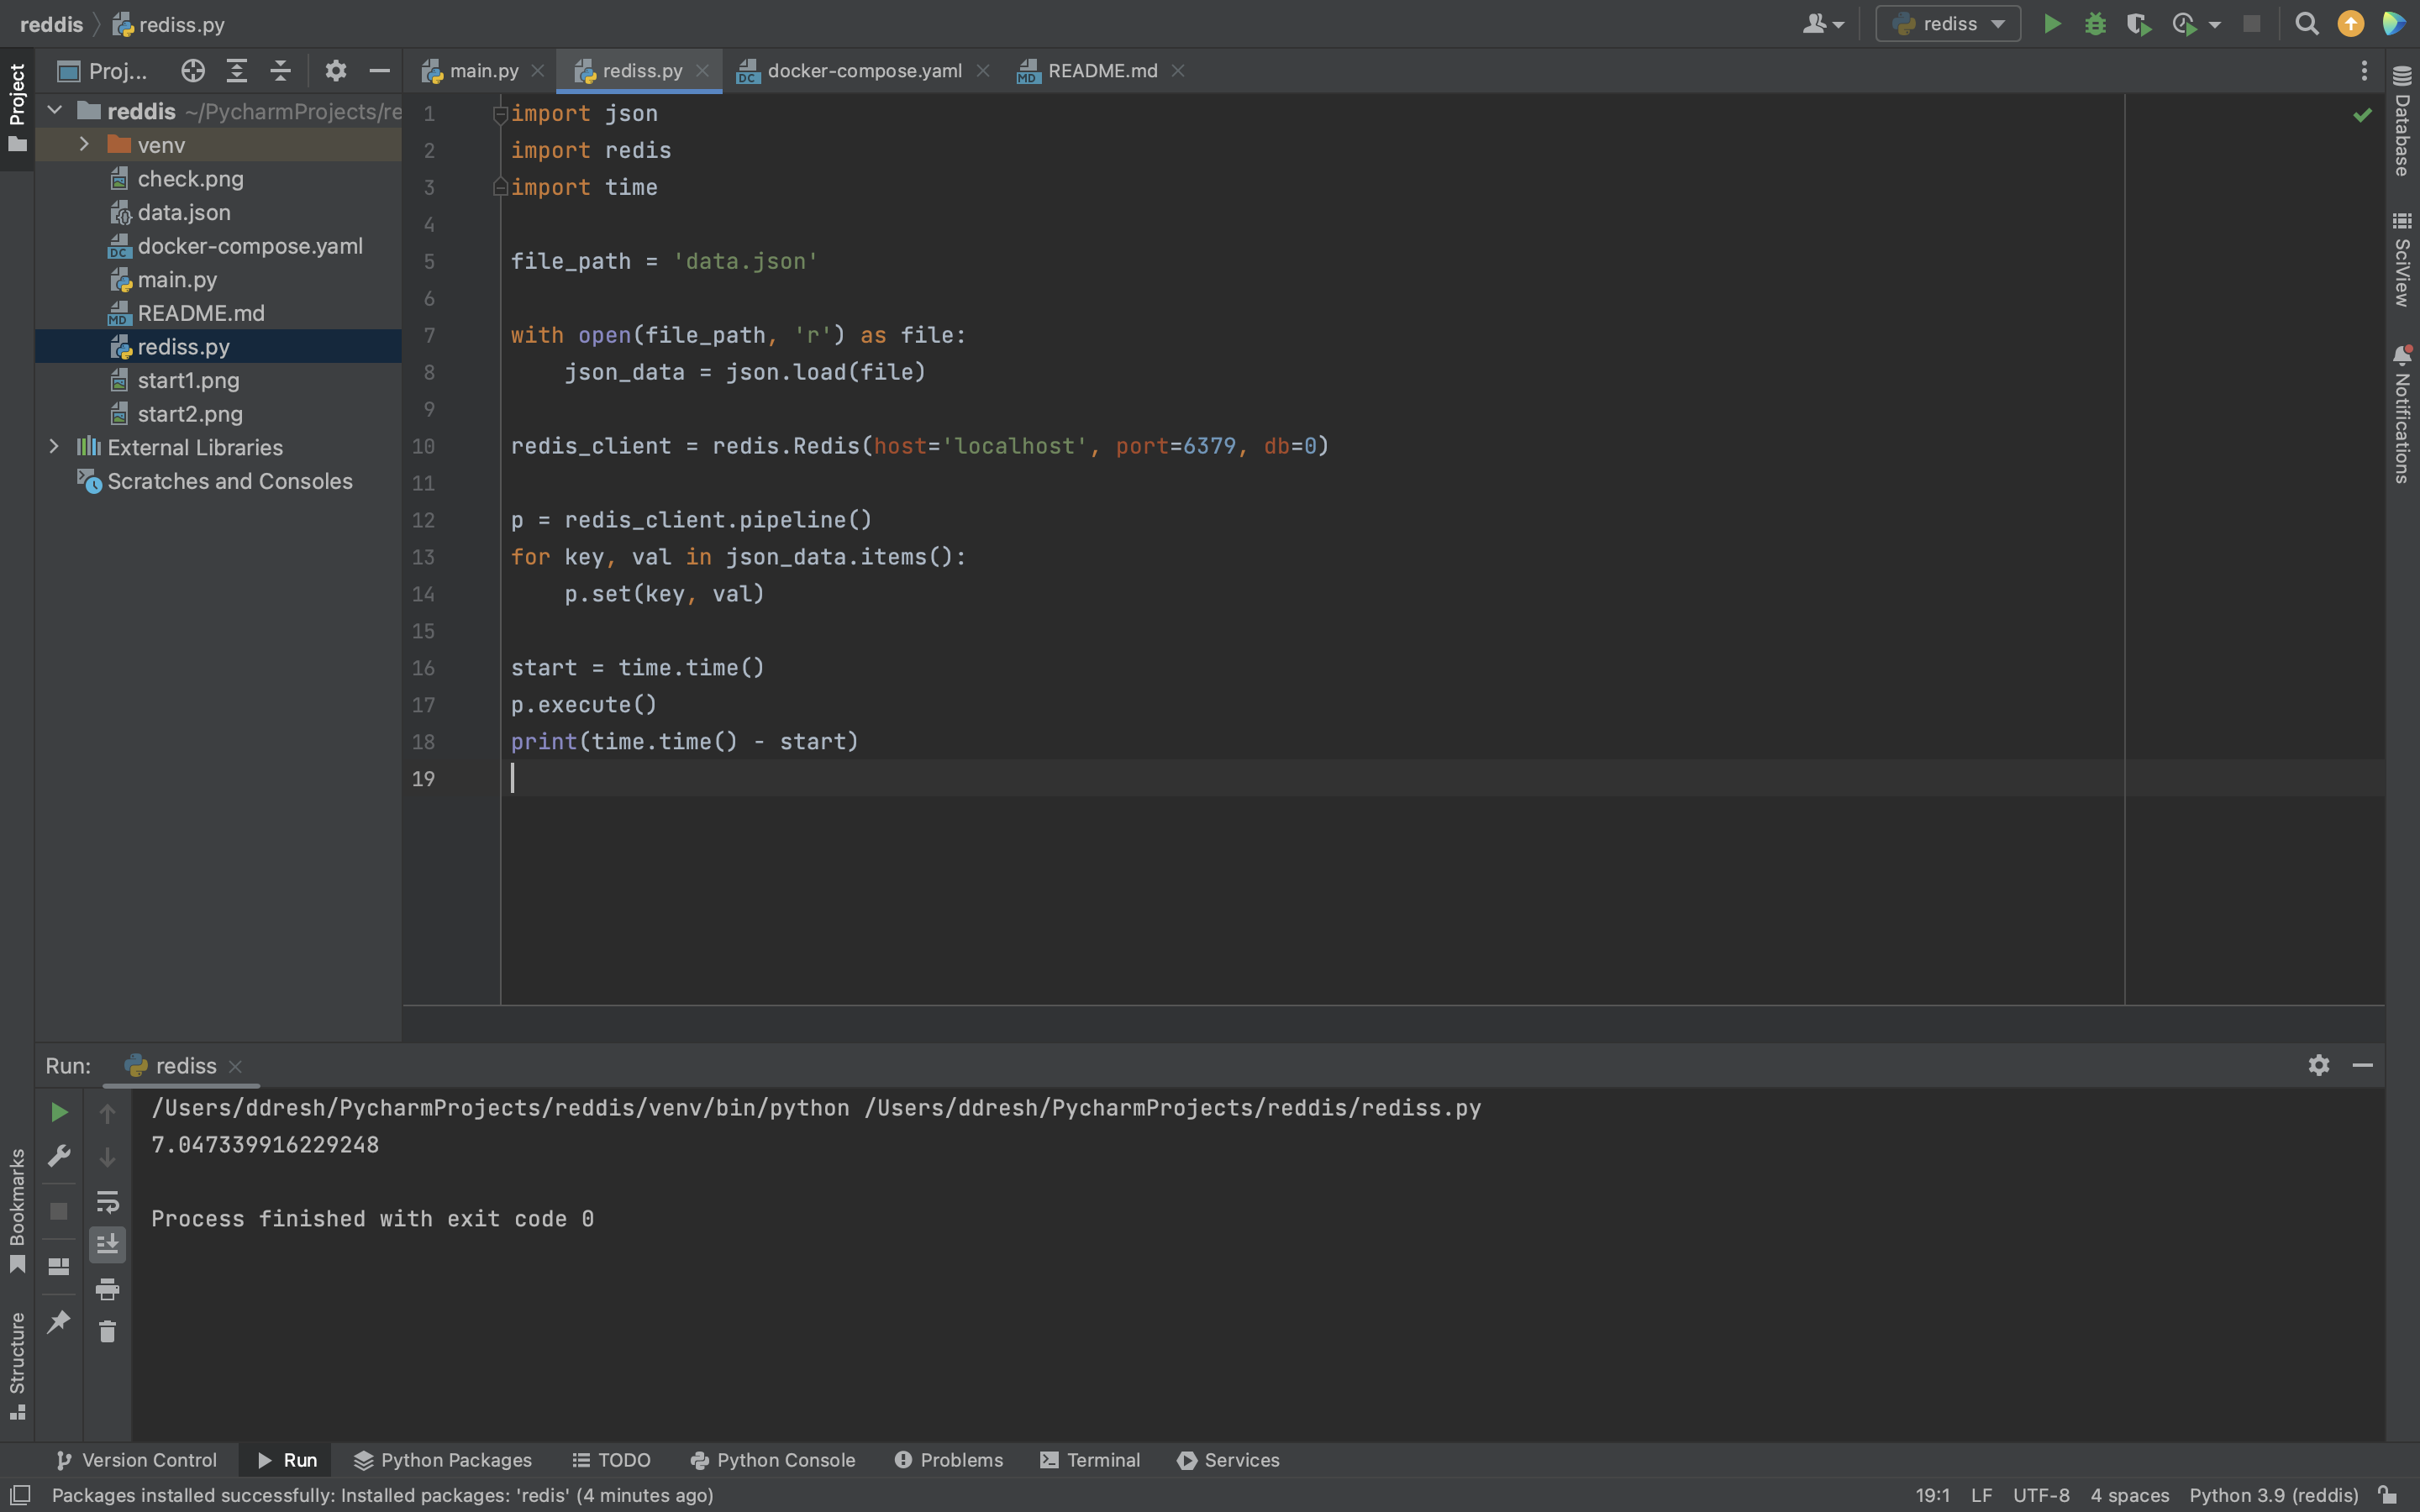 reddis
rediss.py
rediss
Project
Proj...
main.py
rediss.py
docker-compose.yaml
README.md
reddis ~/PycharmProjects/re
venv
check.png
data.json
docker-compose.yaml
main.py
README.md
rediss.py
start1.png
start2.png
External Libraries
Scratches and Consoles
1 import json
2 import redis
3 import time
4
5 file_path = 'data.json'
6
7 with open(file_path, 'r') as file:
8     json_data = json.load(file)
9
10 redis_client = redis.Redis(host='localhost', port=6379, db=0)
11
12 p = redis_client.pipeline()
13 for key, val in json_data.items():
14     p.set(key, val)
15
16 start = time.time()
17 p.execute()
18 print(time.time() - start)
19
Database
SciView
Notifications
Run:
rediss
/Users/ddresh/PycharmProjects/reddis/venv/bin/python /Users/ddresh/PycharmProjects/reddis/rediss.py
7.047339916229248
Process finished with exit code 0
Bookmarks
Structure
Version Control
Run
Python Packages
TODO
Python Console
Problems
Terminal
Services
Packages installed successfully: Installed packages: 'redis' (4 minutes ago)
19:1
LF
UTF-8
4 spaces
Python 3.9 (reddis)